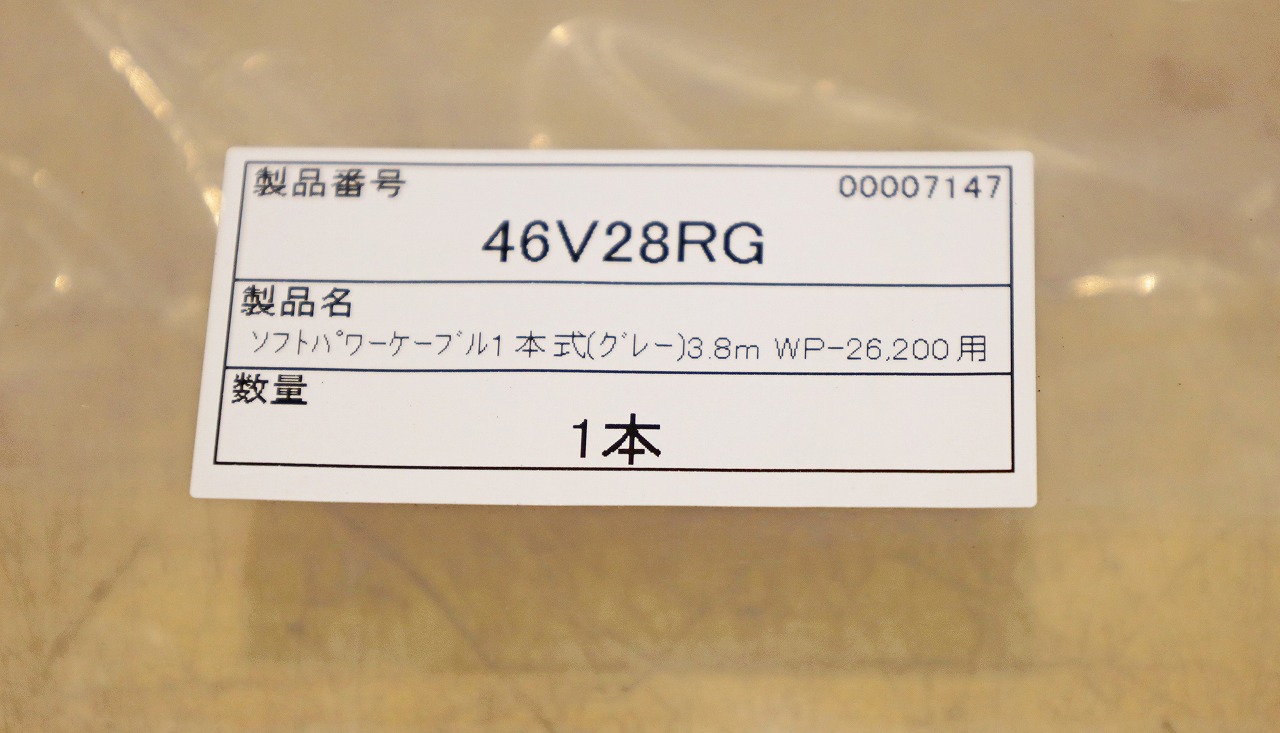 製品番号 00007147
46V28RG
製品名
ソフトパワーケーブル1本式(グレー)3.8m WP-26,200用
数量
1本